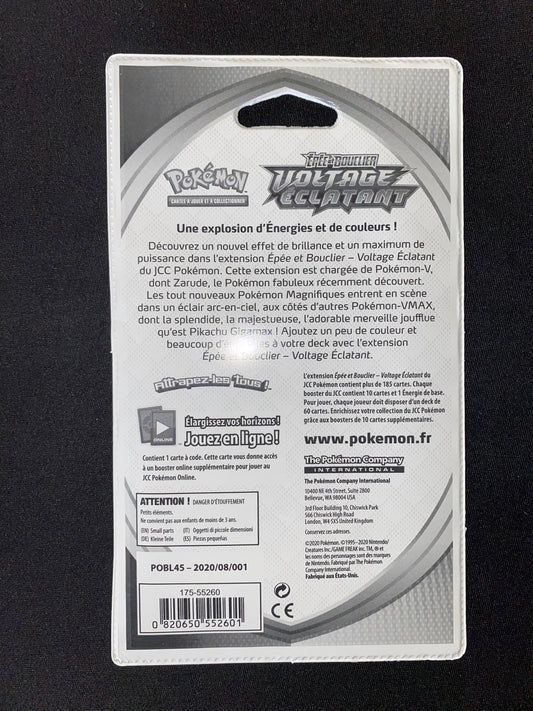 Pokémon
CARTES À JOUER ET À COLLECTIONNER
ÉPÉE ET BOUCLIER
VOLTAGE
ÉCLATANT
Une explosion d'Énergies et de couleurs !
Découvrez un nouvel effet de brillance et un maximum de
puissance dans l'extension Épée et Bouclier – Voltage Éclatant
du JCC Pokémon. Cette extension est chargée de Pokémon-V,
dont Zarude, le Pokémon fabuleux récemment découvert.
Les tout nouveaux Pokémon Magnifiques entrent en scène
dans un éclair arc-en-ciel, aux côtés d'autres Pokémon-VMAX,
dont la splendide, la majestueuse, l'adorable merveille joufflue
qu'est Pikachu Gigamax ! Ajoutez un peu de couleur et
beaucoup à votre deck avec l'extension
Épée et Bouclier – Voltage Éclatant.
Attrapez-les Tous !
ONLINE
Élargissez vos horizons !
Jouez en ligne !
Contient 1 carte à code. Cette carte vous donne accès
à un booster online supplémentaire pour jouer au
JCC Pokémon Online.
ATTENTION ! DANGER D'ÉTOUFFEMENT
Petits éléments.
Ne convient pas aux enfants de moins de 3 ans.
(EN) Small parts (IT) Oggetti di piccole dimensioni
(DE) Kleine Teile (ES) Piezas pequeñas
POBL45 – 2020/08/001
175-55260
0 820650 552601
L'extension Épée et Bouclier – Voltage Éclatant du
JCC Pokémon contient plus de 185 cartes. Chaque
booster du JCC contient 10 cartes et 1 Énergie de base.
Pour jouer, chaque joueur doit disposer d'un deck de
60 cartes. Enrichissez votre collection du JCC Pokémon
grâce aux boosters de 10 cartes supplémentaires.
www.pokemon.fr
The Pokémon Company
INTERNATIONAL
The Pokémon Company International
10400 NE 4th Street, Suite 2800
Bellevue, WA 98004 USA
3rd Floor Building 10, Chiswick Park
566 Chiswick High Road
London, W4 5XS United Kingdom
Conservez ces adresses.
©2020 Pokémon. ©1995–2020 Nintendo/
Creatures Inc./GAME FREAK inc. TM, ® et
les noms des personnages sont des marques
de Nintendo. Fabriqué par The Pokémon
Company International.
Fabriqué aux États-Unis.
CE